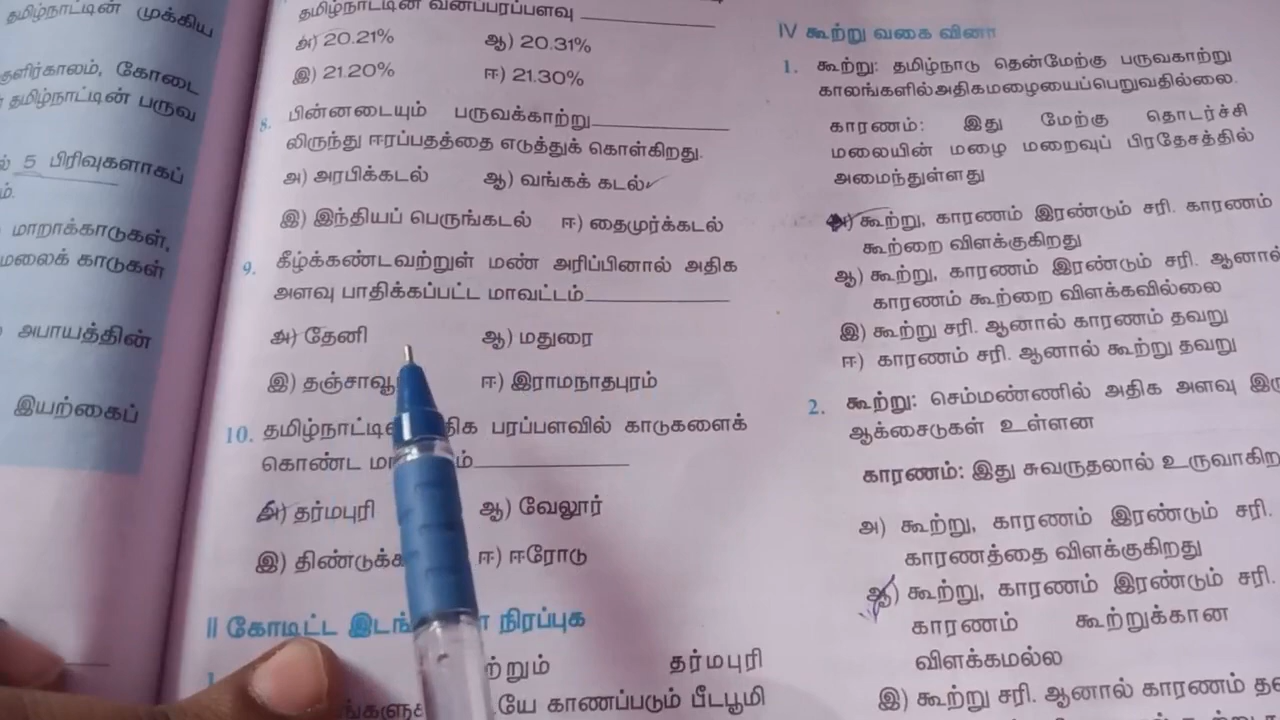 தமிழ்நாட்டின் முக்கிய
குளிர்காலம், கோடை
தமிழ்நாட்டின் பருவ
5 பிரிவுகளாகப்
மாறாக்காடுகள்,
மலைக் காடுகள்
அபாயத்தின்
இயற்கைப்
தமிழ்நாட்டின் வனப்பரப்பளவு
அ) 20.21% ஆ) 20.31%
இ) 21.20% ஈ) 21.30%
8. பின்னடையும் பருவக்காற்று
லிருந்து ஈரப்பதத்தை எடுத்துக் கொள்கிறது.
அ) அரபிக்கடல் ஆ) வங்கக் கடல்
இ) இந்தியப் பெருங்கடல் ஈ) தைமுர்க்கடல்
9. கீழ்க்கண்டவற்றுள் மண் அரிப்பினால் அதிக
அளவு பாதிக்கப்பட்ட மாவட்டம்
அ) தேனி ஆ) மதுரை
இ) ஈ) இராமநாதபுரம்
10. பரப்பளவில் காடுகளைக்
கொண்ட
அ) தர்மபுரி ஆ) வேலூர்
இ) ஈ) ஈரோடு
II கோடிட்ட நிரப்புக
தர்மபுரி
காணப்படும் பீடபூமி
IV கூற்று வகை வினா
1. கூற்று: தமிழ்நாடு தென்மேற்கு பருவகாற்று
காலங்களில்அதிகமழையைப்பெறுவதில்லை.
காரணம்: இது மேற்கு தொடர்ச்சி
மலையின் மழை மறைவுப் பிரதேசத்தில்
அமைந்துள்ளது
அ) கூற்று, காரணம் இரண்டும் சரி. காரணம்
கூற்றை விளக்குகிறது
ஆ) கூற்று, காரணம் இரண்டும் சரி. ஆனால்
காரணம் கூற்றை விளக்கவில்லை
இ) கூற்று சரி. ஆனால் காரணம் தவறு
ஈ) காரணம் சரி. ஆனால் கூற்று தவறு
2. கூற்று: செம்மண்ணில் அதிக அளவு
ஆக்சைடுகள் உள்ளன
காரணம்: இது சுவருதலால்
அ) கூற்று, காரணம் இரண்டும் சரி.
காரணத்தை விளக்குகிறது
ஆ) கூற்று, காரணம் இரண்டும் சரி.
காரணம் கூற்றுக்கான
விளக்கமல்ல
இ) கூற்று சரி. ஆனால் காரணம்